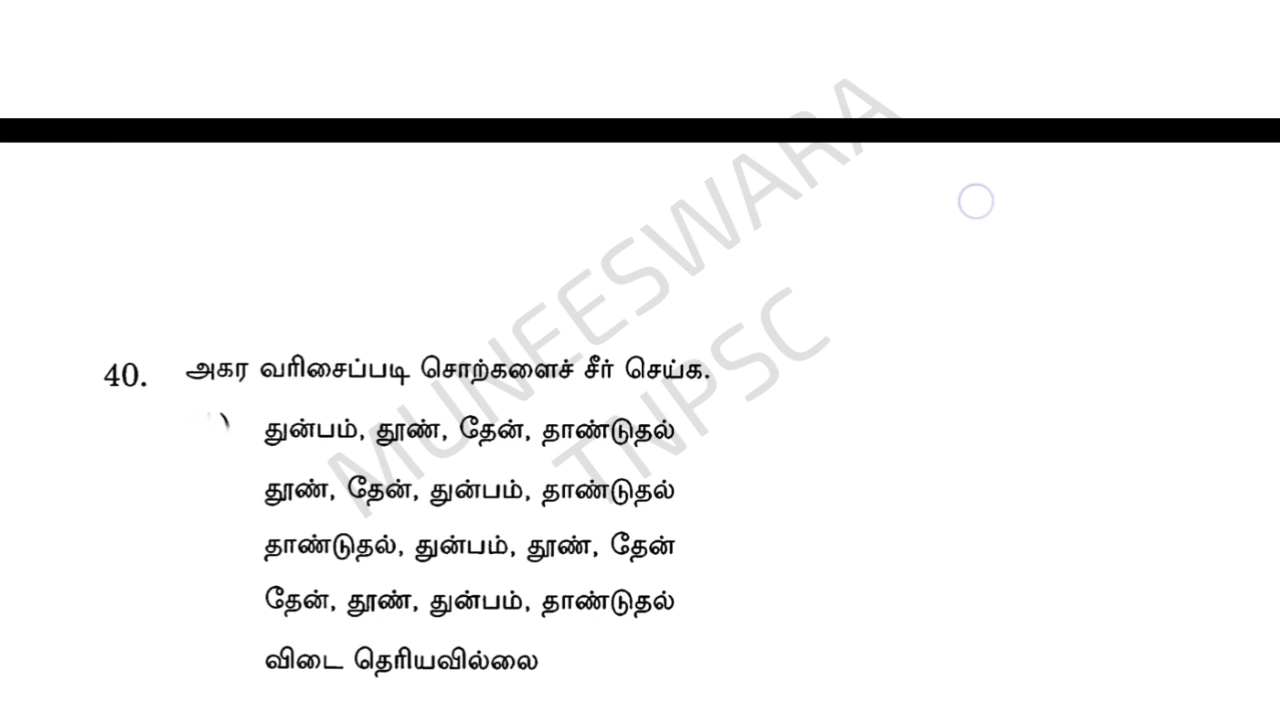 MUNEESWARA
TNPSC
40. அகர வரிசைப்படி சொற்களைச் சீர் செய்க.
துன்பம், தூண், தேன், தாண்டுதல்
தூண், தேன், துன்பம், தாண்டுதல்
தாண்டுதல், துன்பம், தூண், தேன்
தேன், தூண், துன்பம், தாண்டுதல்
விடை தெரியவில்லை